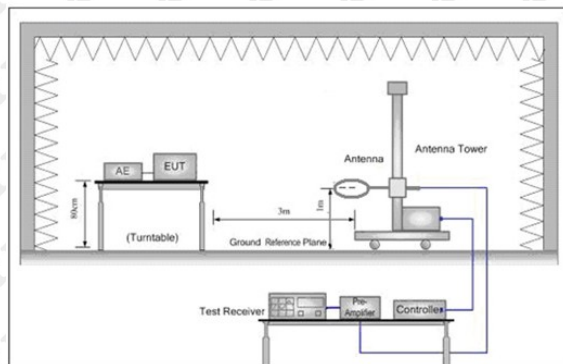 Antenna Tower
Antenna
AE
EUT
80cm
3m
1m
(Turntable)
Ground Reference Plane
Test Receiver
Pre-
Amplifier
Controller